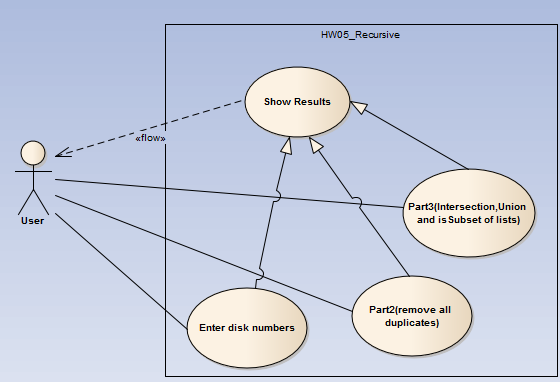 HW05_Recursive
Show Results
«flow»
User
Part3(Intersection,Union
and isSubset of lists)
Part2(remove all
duplicates)
Enter disk numbers